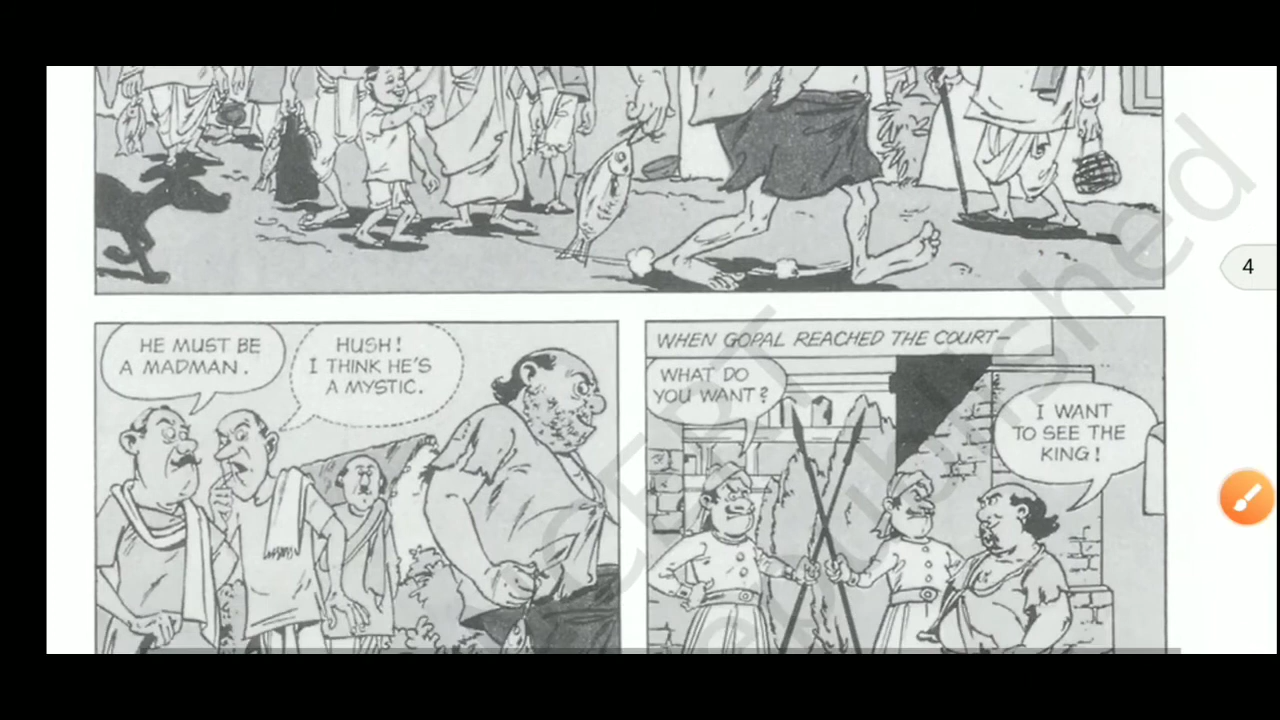 4
HE MUST BE
A MADMAN.
HUSH!
I THINK HE'S
A MYSTIC.
WHEN GOPAL REACHED THE COURT—
WHAT DO
YOU WANT?
I WANT
TO SEE THE
KING!